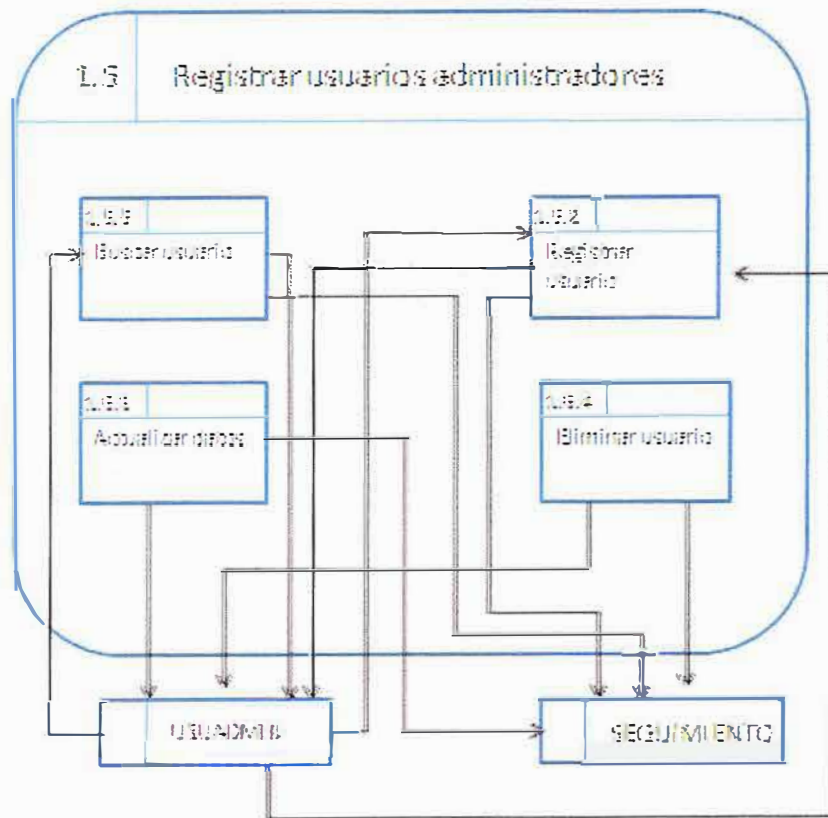 1.5
Registrar usuarios administradores
Buscar usuario
1.5.2
Registrar
usuario
Actualizar datos
1.5.4
Eliminar usuario
SEGUIMIENTO